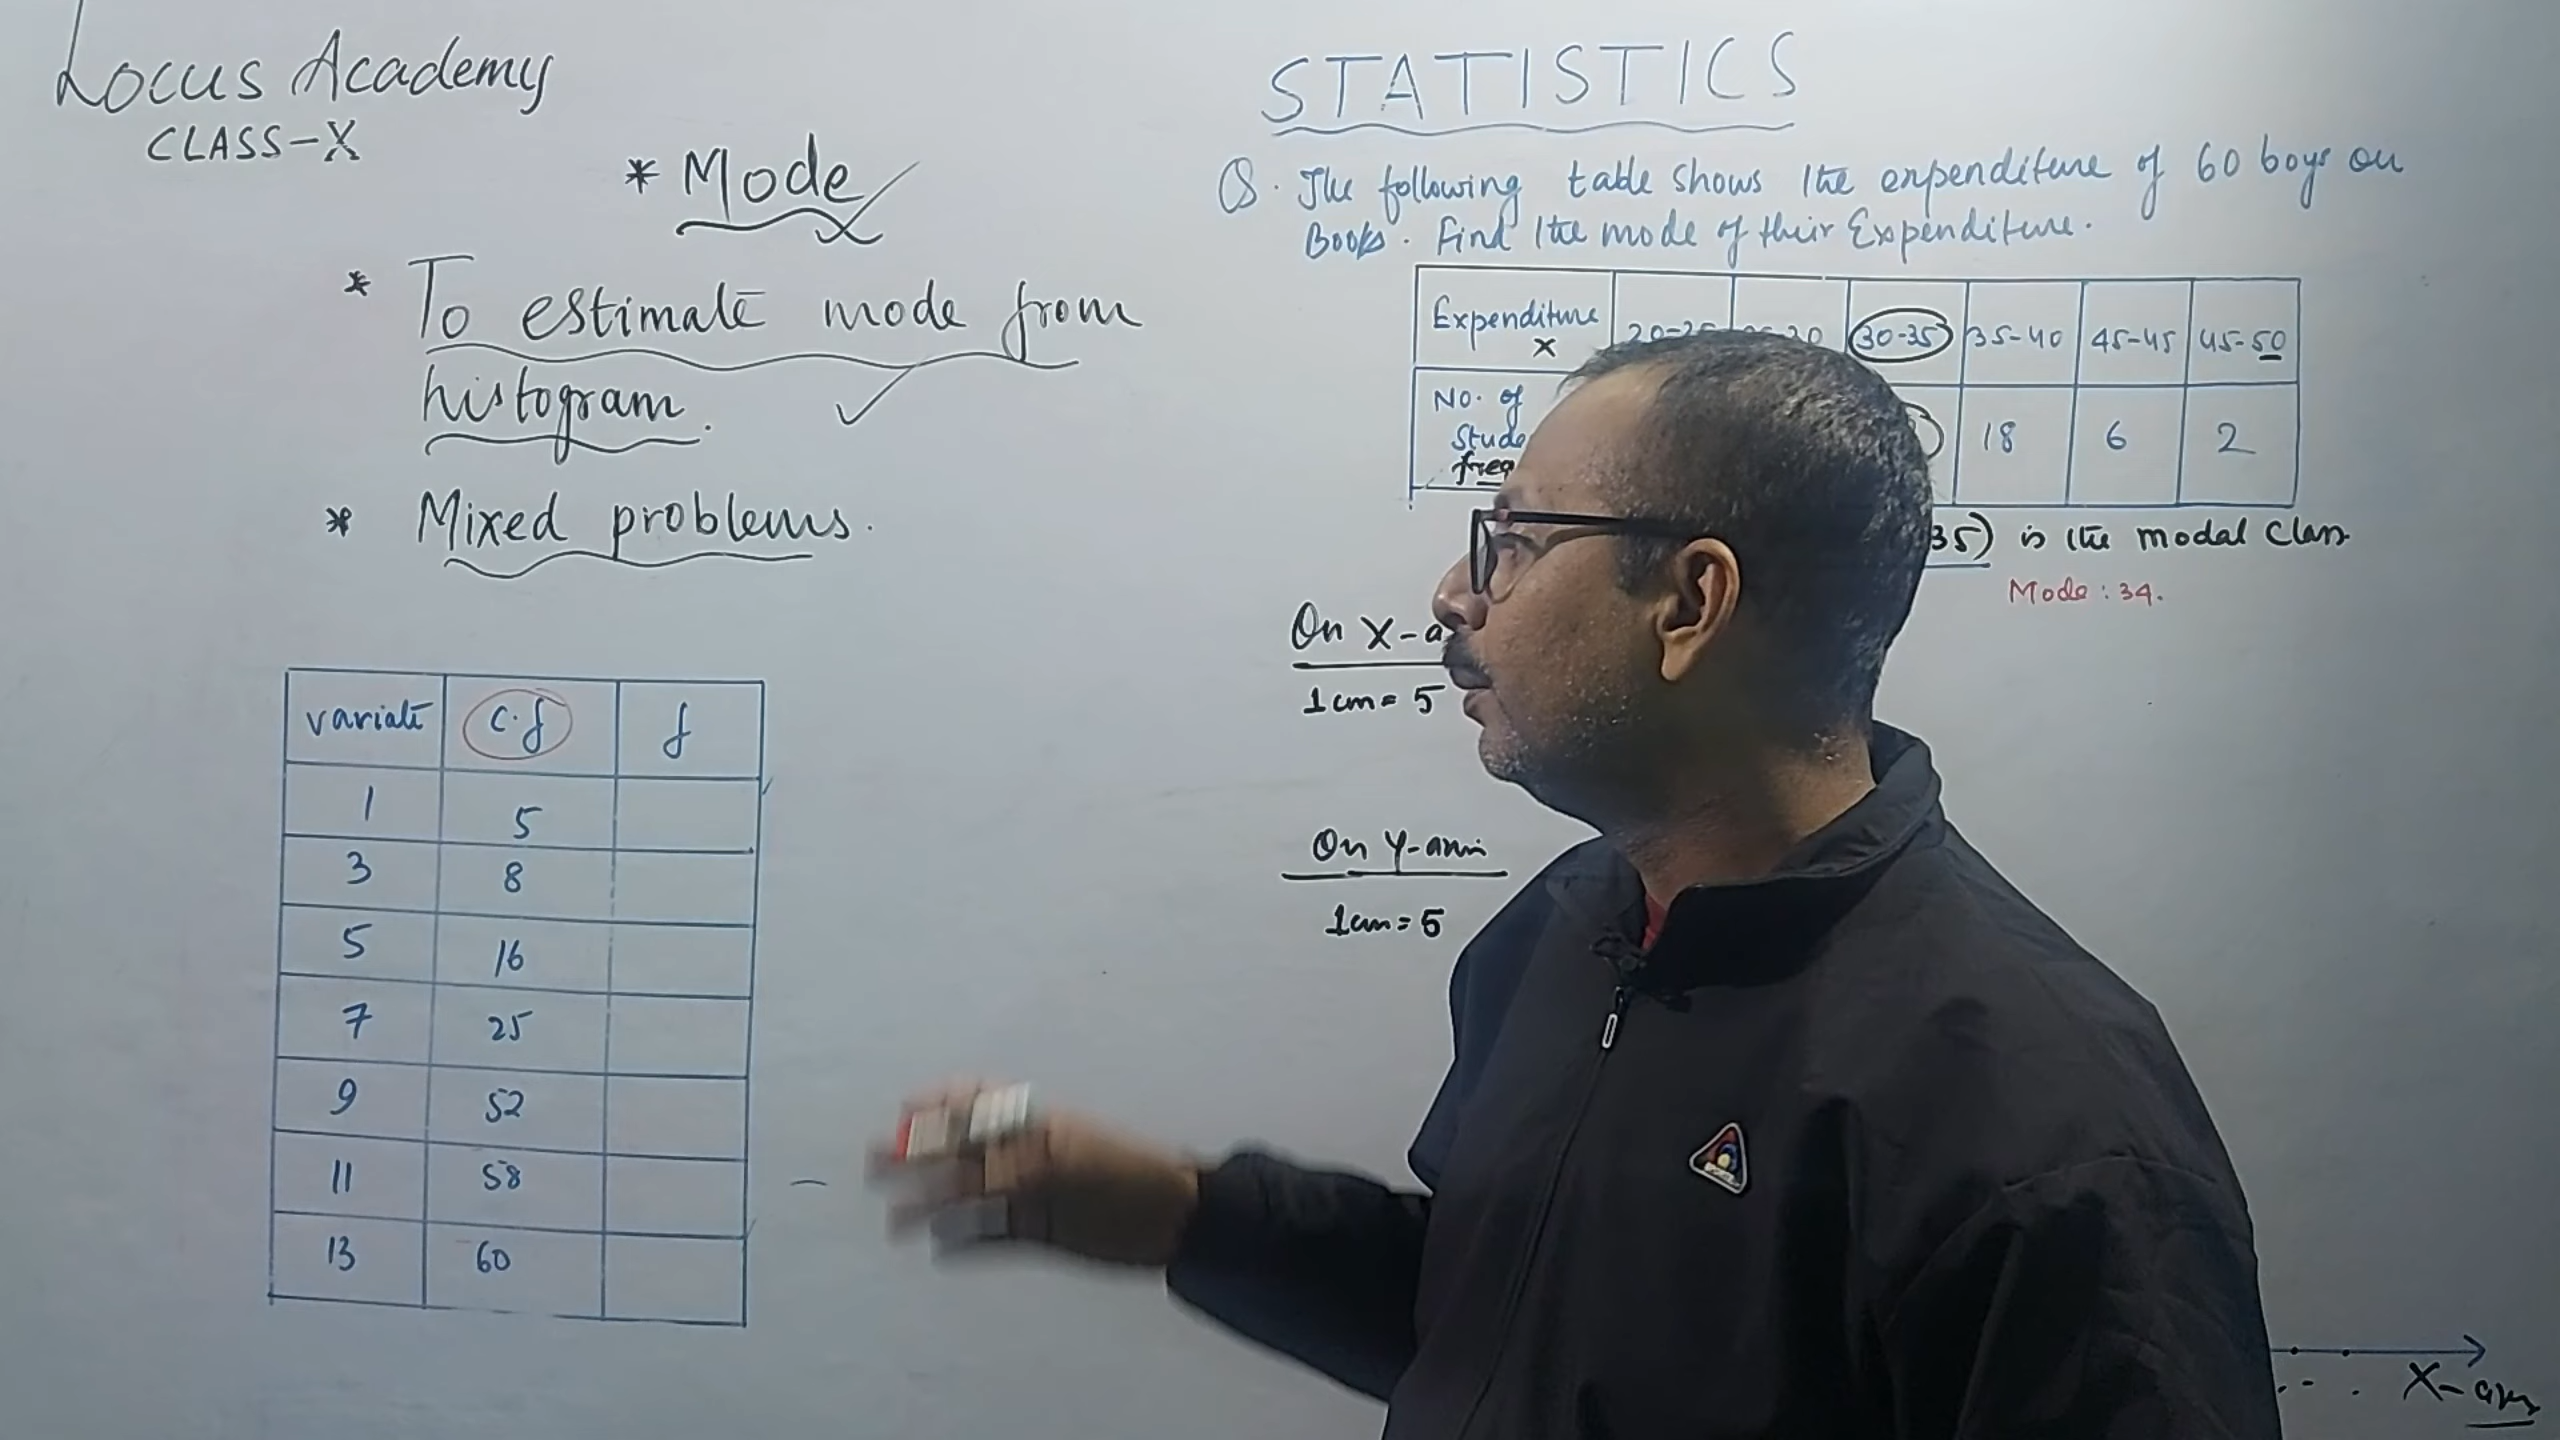 Locus Academy
CLASS-X
* Mode
* To estimate mode from
histogram.
* Mixed problems.
variate c.f f
1 5
3 8
5 16
7 25
9 52
11 58
13 60
STATISTICS
Q. The following table shows the expenditure of 60 boys on
Books. Find the mode of their Expenditure.
Expenditure x 30-35 35-40 45-45 45-50
No. of
18 6 2
35) is the modal class
Mode : 34.
On X-a
1cm = 5
On Y-axis
1cm = 5
X-axis